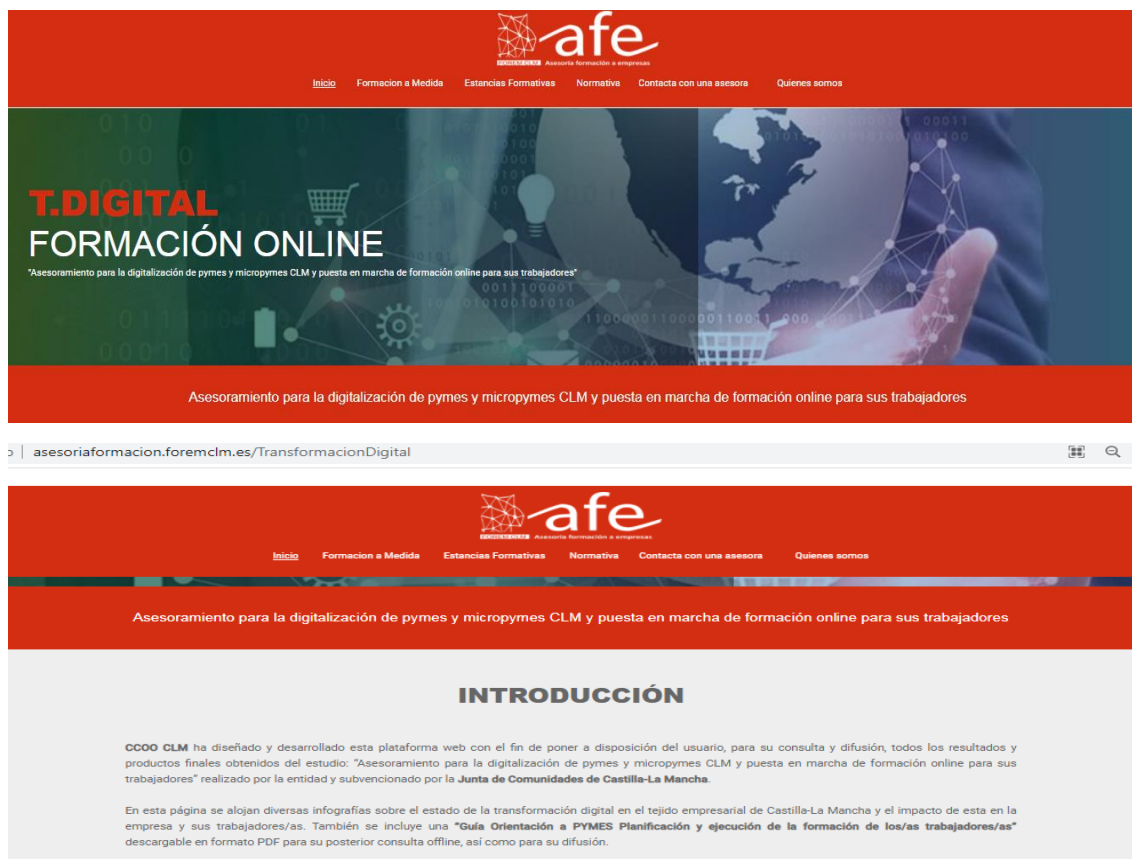 afe
FOREM CLM Asesoria formación a empresas
Inicio Formacion a Medida Estancias Formativas Normativa Contacta con una asesora Quienes somos
T.DIGITAL
FORMACIÓN ONLINE
"Asesoramiento para la digitalización de pymes y micropymes CLM y puesta en marcha de formación online para sus trabajadores"
Asesoramiento para la digitalización de pymes y micropymes CLM y puesta en marcha de formación online para sus trabajadores
asesoriaformacion.foremclm.es/TransformacionDigital
afe
FOREM CLM Asesoria formación a empresas
Inicio Formacion a Medida Estancias Formativas Normativa Contacta con una asesora Quienes somos
Asesoramiento para la digitalización de pymes y micropymes CLM y puesta en marcha de formación online para sus trabajadores
INTRODUCCIÓN
CCOO CLM ha diseñado y desarrollado esta plataforma web con el fin de poner a disposición del usuario, para su consulta y difusión, todos los resultados y
productos finales obtenidos del estudio: "Asesoramiento para la digitalización de pymes y micropymes CLM y puesta en marcha de formación online para sus
trabajadores" realizado por la entidad y subvencionado por la Junta de Comunidades de Castilla-La Mancha.
En esta página se alojan diversas infografías sobre el estado de la transformación digital en el tejido empresarial de Castilla-La Mancha y el impacto de esta en la
empresa y sus trabajadores/as. También se incluye una "Guía Orientación a PYMES Planificación y ejecución de la formación de los/as trabajadores/as"
descargable en formato PDF para su posterior consulta offline, así como para su difusión.